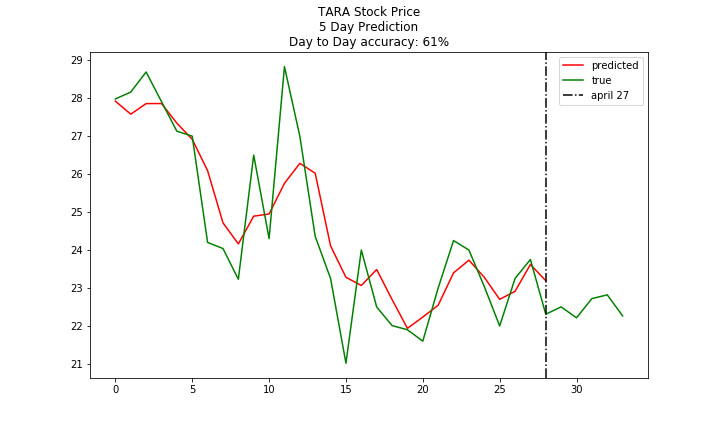 TARA Stock Price
5 Day Prediction
Day to Day accuracy: 61%
29
28
27
26
25
24
23
22
21
0 5 10 15 20 25 30
predicted
true
april 27